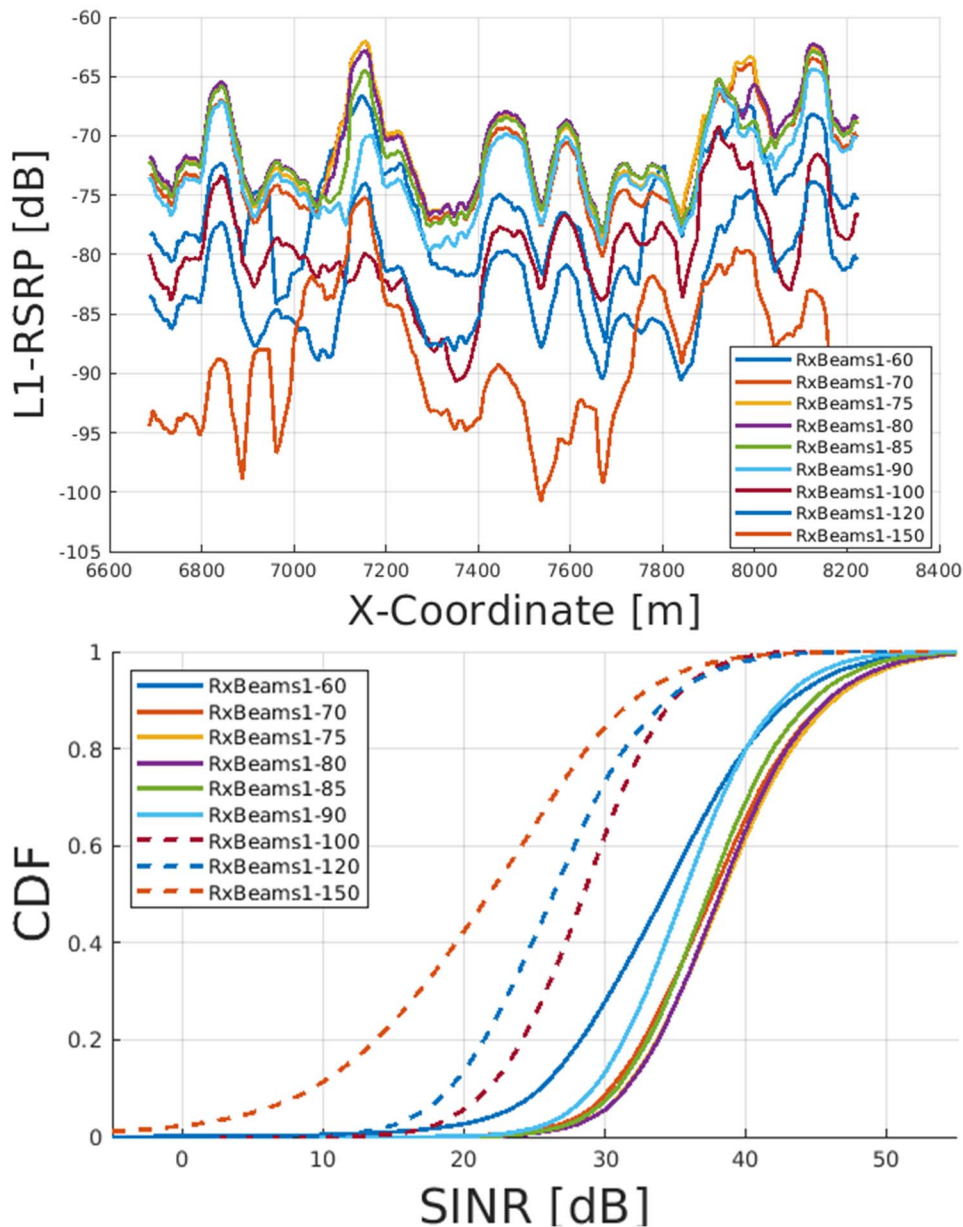 -60
-65
-70
-75
-80
-85
-90
-95
-100
-105
L1-RSRP [dB]
RxBeams1-60
RxBeams1-70
RxBeams1-75
RxBeams1-80
RxBeams1-85
RxBeams1-90
RxBeams1-100
RxBeams1-120
RxBeams1-150
6600 6800 7000 7200 7400 7600 7800 8000 8200 8400
X-Coordinate [m]
1
0.8
0.6
0.4
0.2
0
CDF
RxBeams1-60
RxBeams1-70
RxBeams1-75
RxBeams1-80
RxBeams1-85
RxBeams1-90
RxBeams1-100
RxBeams1-120
RxBeams1-150
0 10 20 30 40 50
SINR [dB]